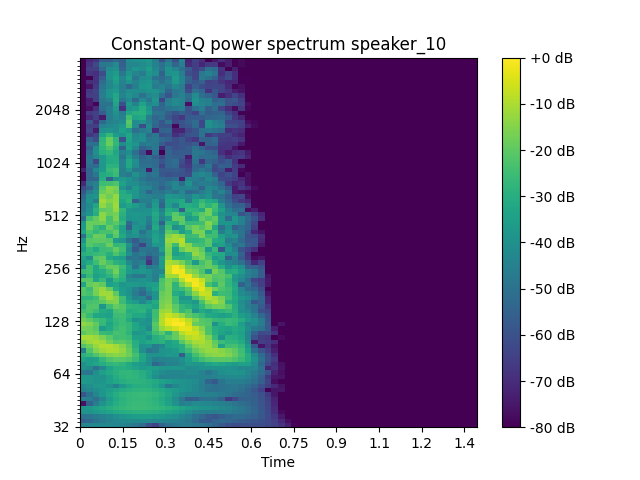 Constant-Q power spectrum speaker_10
Hz
2048
1024
512
256
128
64
32
0 0.15 0.3 0.45 0.6 0.75 0.9 1.1 1.2 1.4
Time
+0 dB
-10 dB
-20 dB
-30 dB
-40 dB
-50 dB
-60 dB
-70 dB
-80 dB